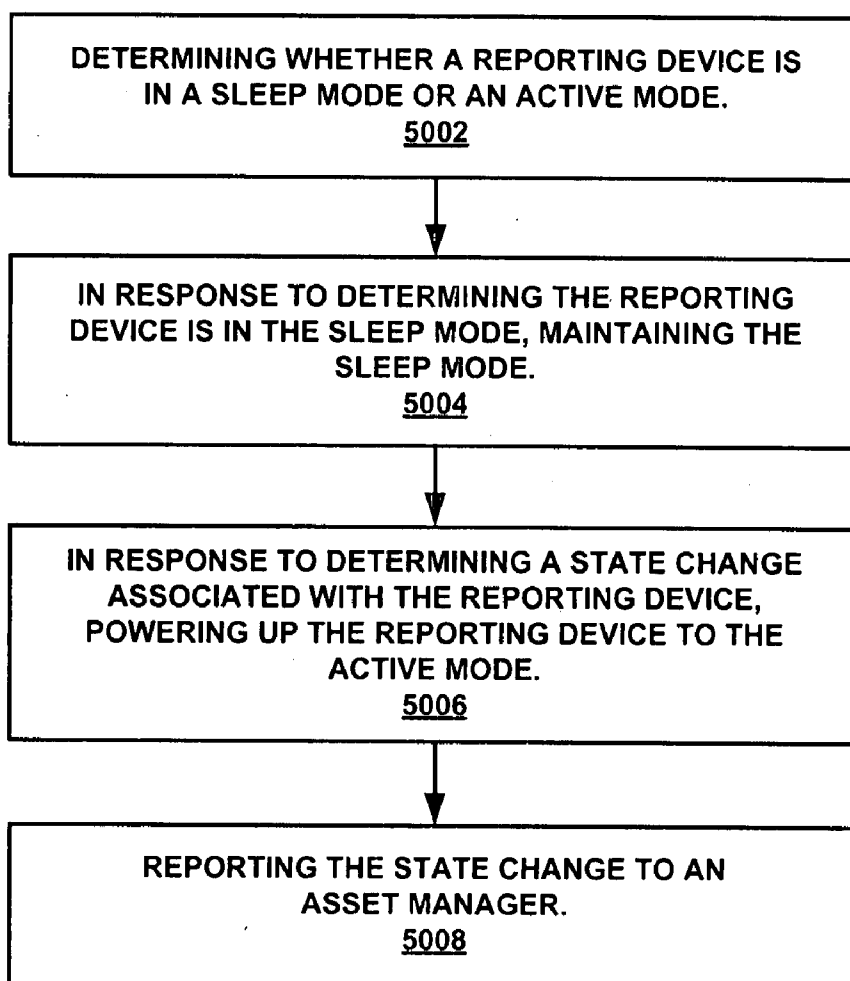 DETERMINING WHETHER A REPORTING DEVICE IS
IN A SLEEP MODE OR AN ACTIVE MODE.
5002
IN RESPONSE TO DETERMINING THE REPORTING
DEVICE IS IN THE SLEEP MODE, MAINTAINING THE
SLEEP MODE.
5004
IN RESPONSE TO DETERMINING A STATE CHANGE
ASSOCIATED WITH THE REPORTING DEVICE,
POWERING UP THE REPORTING DEVICE TO THE
ACTIVE MODE.
5006
REPORTING THE STATE CHANGE TO AN
ASSET MANAGER.
5008